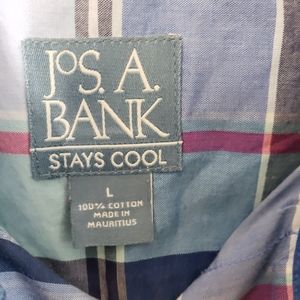 JOS. A.
BANK
STAYS COOL
L
100% COTTON
MADE IN
MAURITIUS